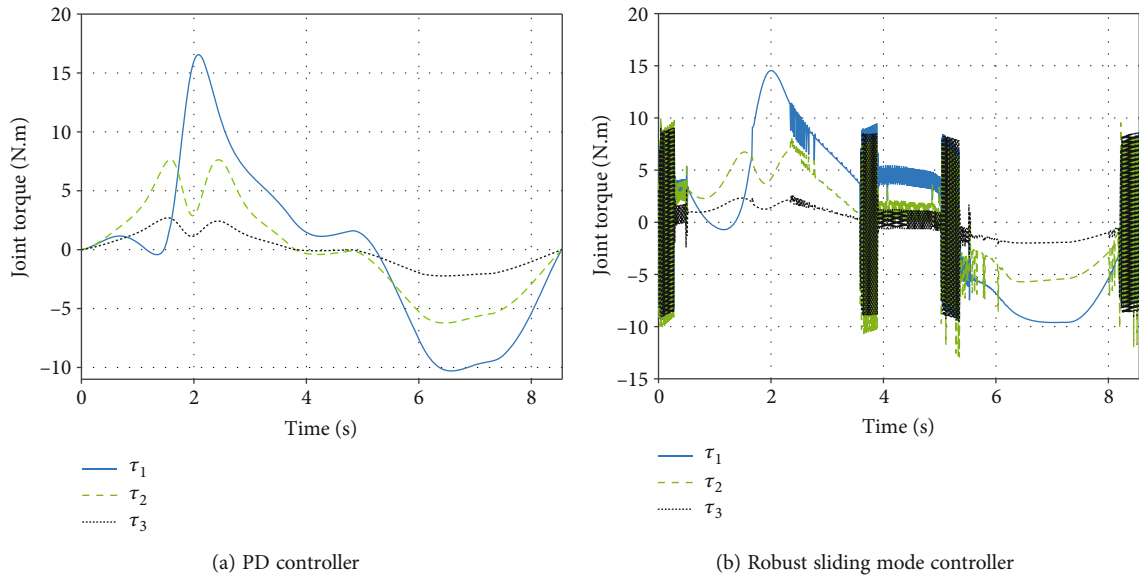 20
15
10
5
0
−5
−10
Joint torque (N.m)
0 2 4 6 8
Time (s)
τ1
τ2
τ3
(a) PD controller
20
15
10
5
0
−5
−10
−15
Joint torque (N.m)
0 2 4 6 8
Time (s)
τ1
τ2
τ3
(b) Robust sliding mode controller